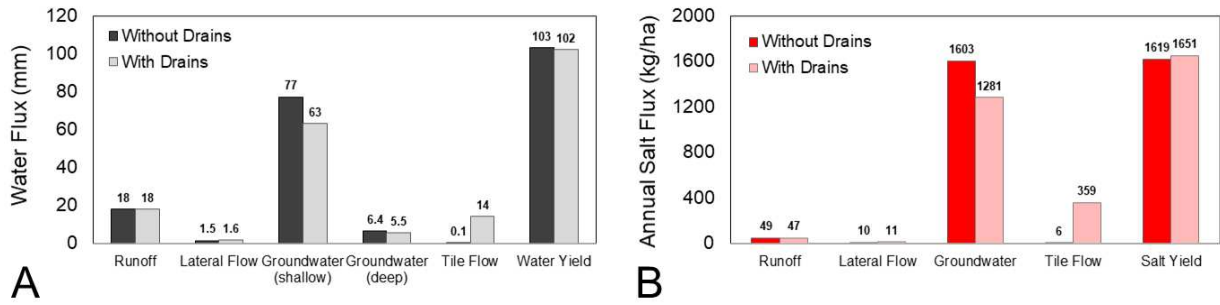 Water Flux (mm)
120
100
80
60
40
20
0
Without Drains
With Drains
18
18
1.5
1.6
77
63
6.4
5.5
0.1
14
103
102
Runoff
Lateral Flow
Groundwater
(shallow)
Groundwater
(deep)
Tile Flow
Water Yield
A
Annual Salt Flux (kg/ha)
2000
1600
1200
800
400
0
Without Drains
With Drains
49
47
10
11
1603
1281
6
359
1619
1651
Runoff
Lateral Flow
Groundwater
Tile Flow
Salt Yield
B